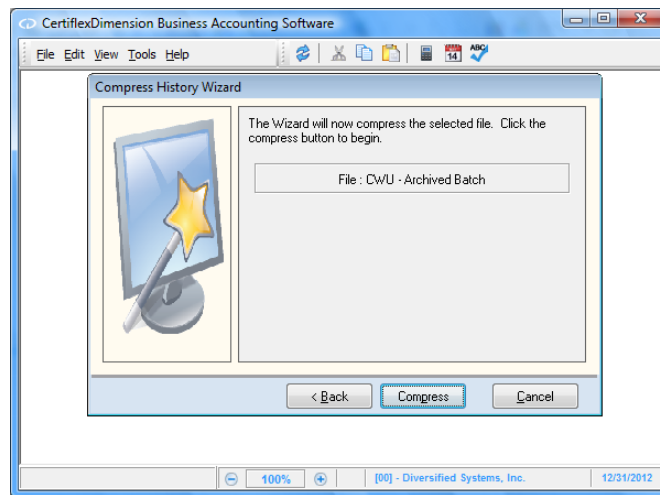 CertiflexDimension Business Accounting Software
File Edit View Tools Help
14
ABC
Compress History Wizard
The Wizard will now compress the selected file. Click the
compress button to begin.
File : CWU - Archived Batch
< Back Compress Cancel
100% [00] - Diversified Systems, Inc. 12/31/2012